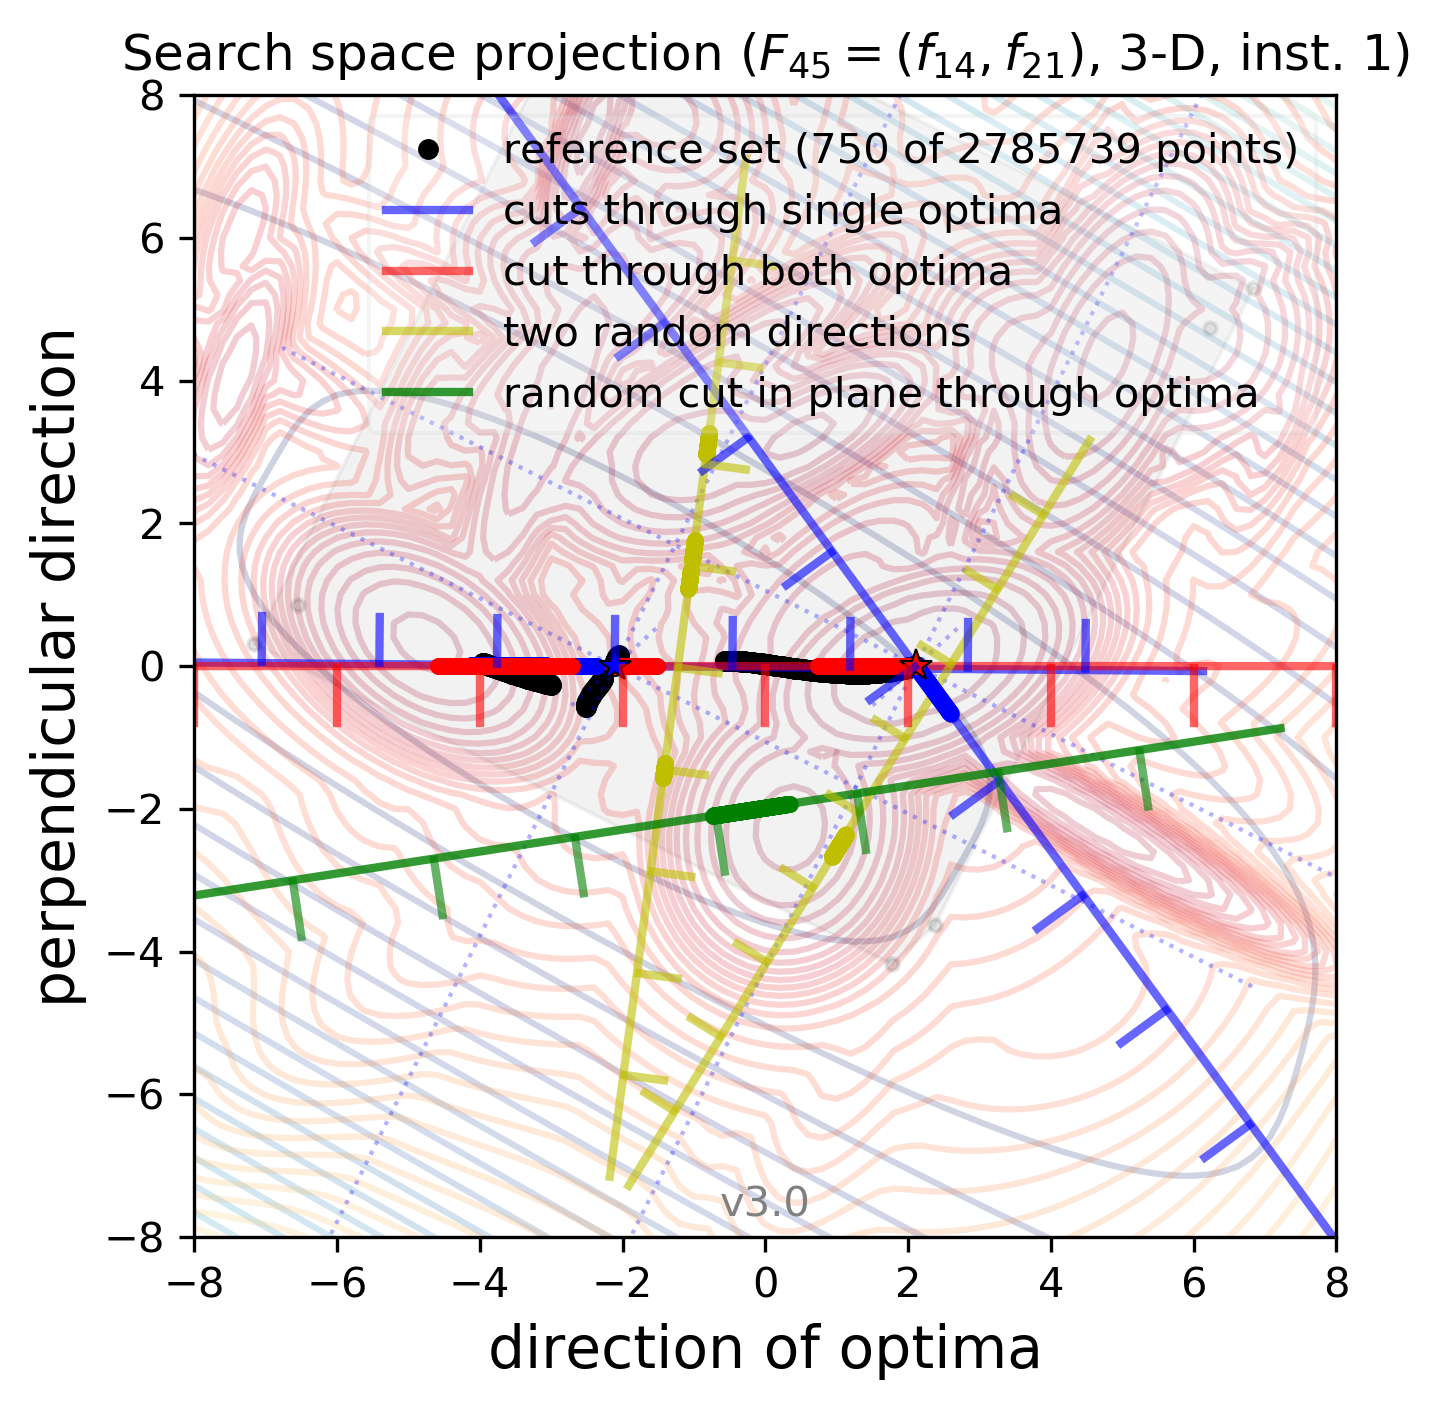 Search space projection (F45 = (f14, f21), 3-D, inst. 1)
reference set (750 of 2785739 points)
cuts through single optima
cut through both optima
two random directions
random cut in plane through optima
perpendicular direction
8
6
4
2
0
−2
−4
−6
−8
v3.0
−8 −6 −4 −2 0 2 4 6 8
direction of optima